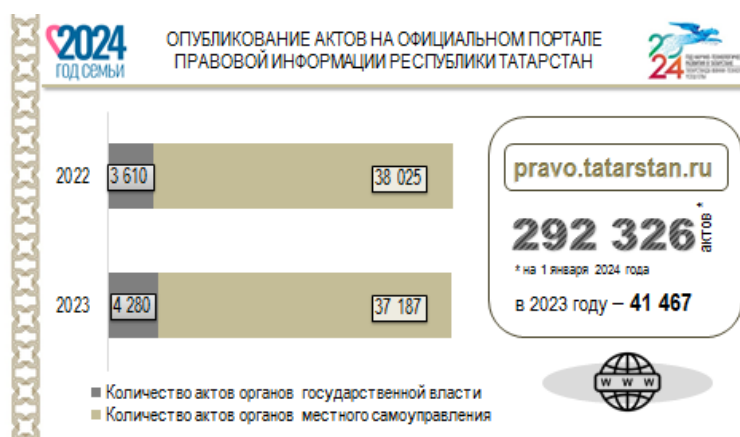 2024
ГОД СЕМЬИ
ОПУБЛИКОВАНИЕ АКТОВ НА ОФИЦИАЛЬНОМ ПОРТАЛЕ
ПРАВОВОЙ ИНФОРМАЦИИ РЕСПУБЛИКИ ТАТАРСТАН
2024
2022
3 610
38 025
2023
4 280
37 187
Количество актов органов государственной власти
Количество актов органов местного самоуправления
pravo.tatarstan.ru
292 326 актов *
* на 1 января 2024 года
в 2023 году – 41 467
W W W